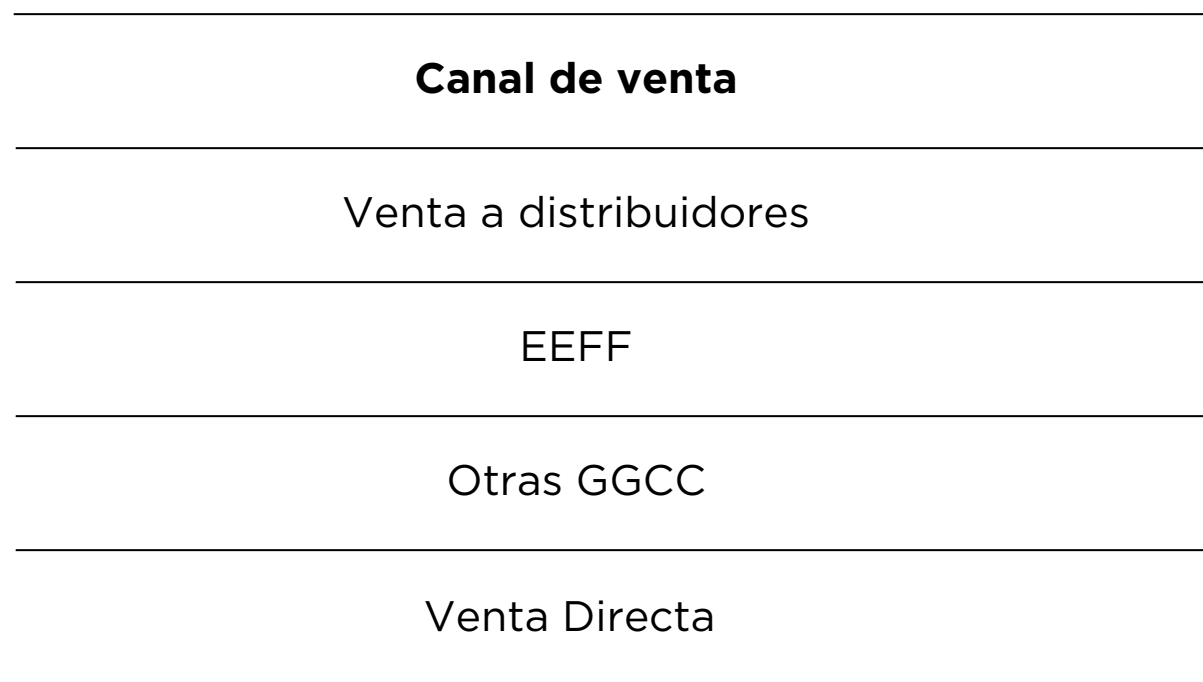 Canal de venta
Venta a distribuidores
EEFF
Otras GGCC
Venta Directa